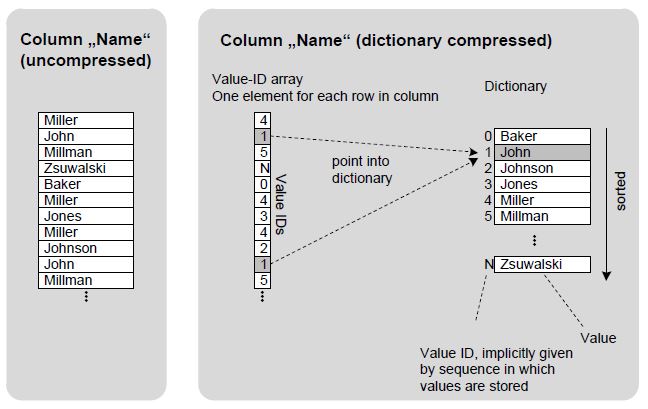 Column „Name“
(uncompressed)
Miller
John
Millman
Zsuwalski
Baker
Miller
Jones
Miller
Johnson
John
Millman
Column „Name“ (dictionary compressed)
Value-ID array
One element for each row in column
4
1
5
N
0
4
3
4
2
1
5
Value IDs
point into
dictionary
Dictionary
0 Baker
1 John
2 Johnson
3 Jones
4 Miller
5 Millman
N Zsuwalski
sorted
Value
Value ID, implicitly given
by sequence in which
values are stored